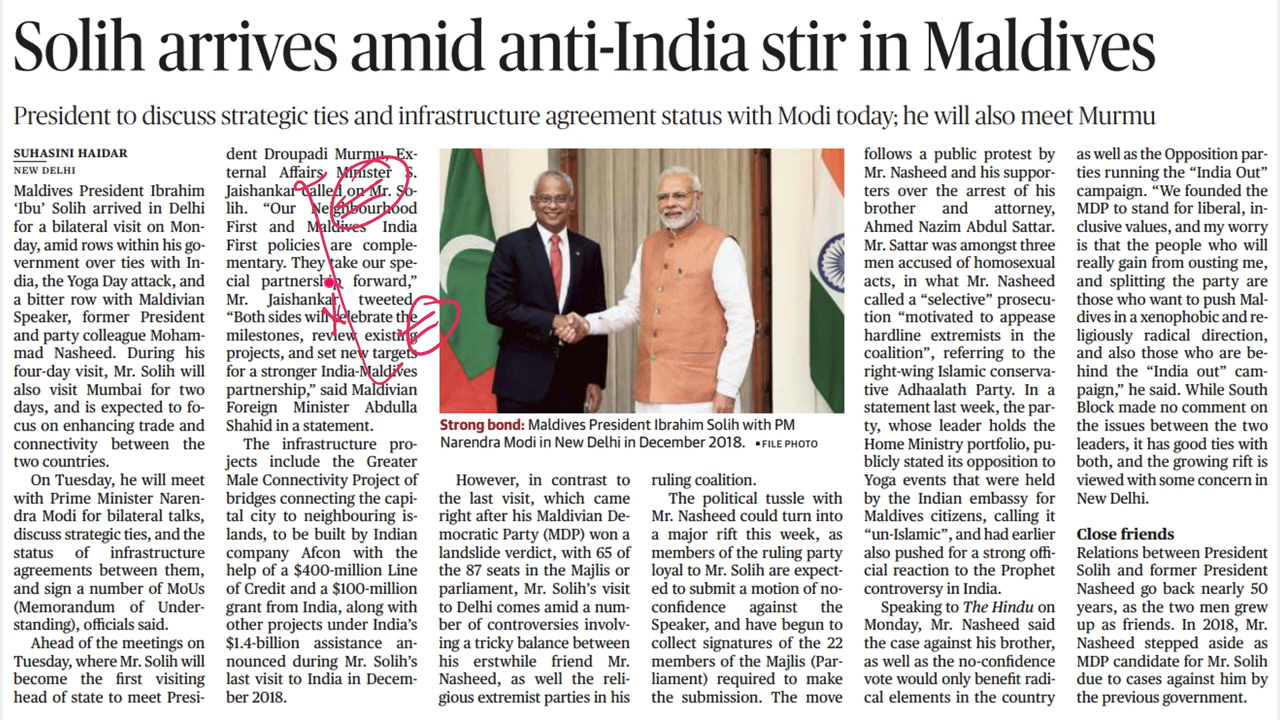 Solih arrives amid anti-India stir in Maldives
President to discuss strategic ties and infrastructure agreement status with Modi today; he will also meet Murmu
SUHASINI HAIDAR
NEW DELHI
Maldives President Ibrahim
‘Ibu’ Solih arrived in Delhi
for a bilateral visit on Mon-
day, amid rows within his go-
vernment over ties with In-
dia, the Yoga Day attack, and
a bitter row with Maldivian
Speaker, former President
and party colleague Moham-
mad Nasheed. During his
four-day visit, Mr. Solih will
also visit Mumbai for two
days, and is expected to fo-
cus on enhancing trade and
connectivity between the
two countries.
On Tuesday, he will meet
with Prime Minister Naren-
dra Modi for bilateral talks,
discuss strategic ties, and the
status of infrastructure
agreements between them,
and sign a number of MoUs
(Memorandum of Under-
standing), officials said.
Ahead of the meetings on
Tuesday, where Mr. Solih will
become the first visiting
head of state to meet Presi-
dent Droupadi Murmu, Ex-
ternal Affairs Minister S.
Jaishankar called on Mr. So-
lih. “Our Neighbourhood
First and Maldives’ India
First policies are comple-
mentary. They take our spe-
cial partnership forward,”
Mr. Jaishankar tweeted.
“Both sides will celebrate the
milestones, review existing
projects, and set new targets
for a stronger India-Maldives
partnership,” said Maldivian
Foreign Minister Abdulla
Shahid in a statement.
The infrastructure pro-
jects include the Greater
Male Connectivity Project of
bridges connecting the capi-
tal city to neighbouring is-
lands, to be built by Indian
company Afcon with the
help of a $400-million Line
of Credit and a $100-million
grant from India, along with
other projects under India’s
$1.4-billion assistance an-
nounced during Mr. Solih’s
last visit to India in Decem-
ber 2018.
Strong bond: Maldives President Ibrahim Solih with PM
Narendra Modi in New Delhi in December 2018. ▪FILE PHOTO
However, in contrast to
the last visit, which came
right after his Maldivian De-
mocratic Party (MDP) won a
landslide verdict, with 65 of
the 87 seats in the Majlis or
parliament, Mr. Solih’s visit
to Delhi comes amid a num-
ber of controversies involv-
ing a tricky balance between
his erstwhile friend Mr.
Nasheed, as well the reli-
gious extremist parties in his
ruling coalition.
The political tussle with
Mr. Nasheed could turn into
a major rift this week, as
members of the ruling party
loyal to Mr. Solih are expect-
ed to submit a motion of no-
confidence against the
Speaker, and have begun to
collect signatures of the 22
members of the Majlis (Par-
liament) required to make
the submission. The move
follows a public protest by
Mr. Nasheed and his suppor-
ters over the arrest of his
brother and attorney,
Ahmed Nazim Abdul Sattar.
Mr. Sattar was amongst three
men accused of homosexual
acts, in what Mr. Nasheed
called a “selective” prosecu-
tion “motivated to appease
hardline extremists in the
coalition”, referring to the
right-wing Islamic conserva-
tive Adhaalath Party. In a
statement last week, the par-
ty, whose leader holds the
Home Ministry portfolio, pu-
blicly stated its opposition to
Yoga events that were held
by the Indian embassy for
Maldives citizens, calling it
“un-Islamic”, and had earlier
also pushed for a strong offi-
cial reaction to the Prophet
controversy in India.
Speaking to The Hindu on
Monday, Mr. Nasheed said
the case against his brother,
as well as the no-confidence
vote would only benefit radi-
cal elements in the country
as well as the Opposition par-
ties running the “India Out”
campaign. “We founded the
MDP to stand for liberal, in-
clusive values, and my worry
is that the people who will
really gain from ousting me,
and splitting the party are
those who want to push Mal-
dives in a xenophobic and re-
ligiously radical direction,
and also those who are be-
hind the “India out” cam-
paign,” he said. While South
Block made no comment on
the issues between the two
leaders, it has good ties with
both, and the growing rift is
viewed with some concern in
New Delhi.
Close friends
Relations between President
Solih and former President
Nasheed go back nearly 50
years, as the two men grew
up as friends. In 2018, Mr.
Nasheed stepped aside as
MDP candidate for Mr. Solih
due to cases against him by
the previous government.